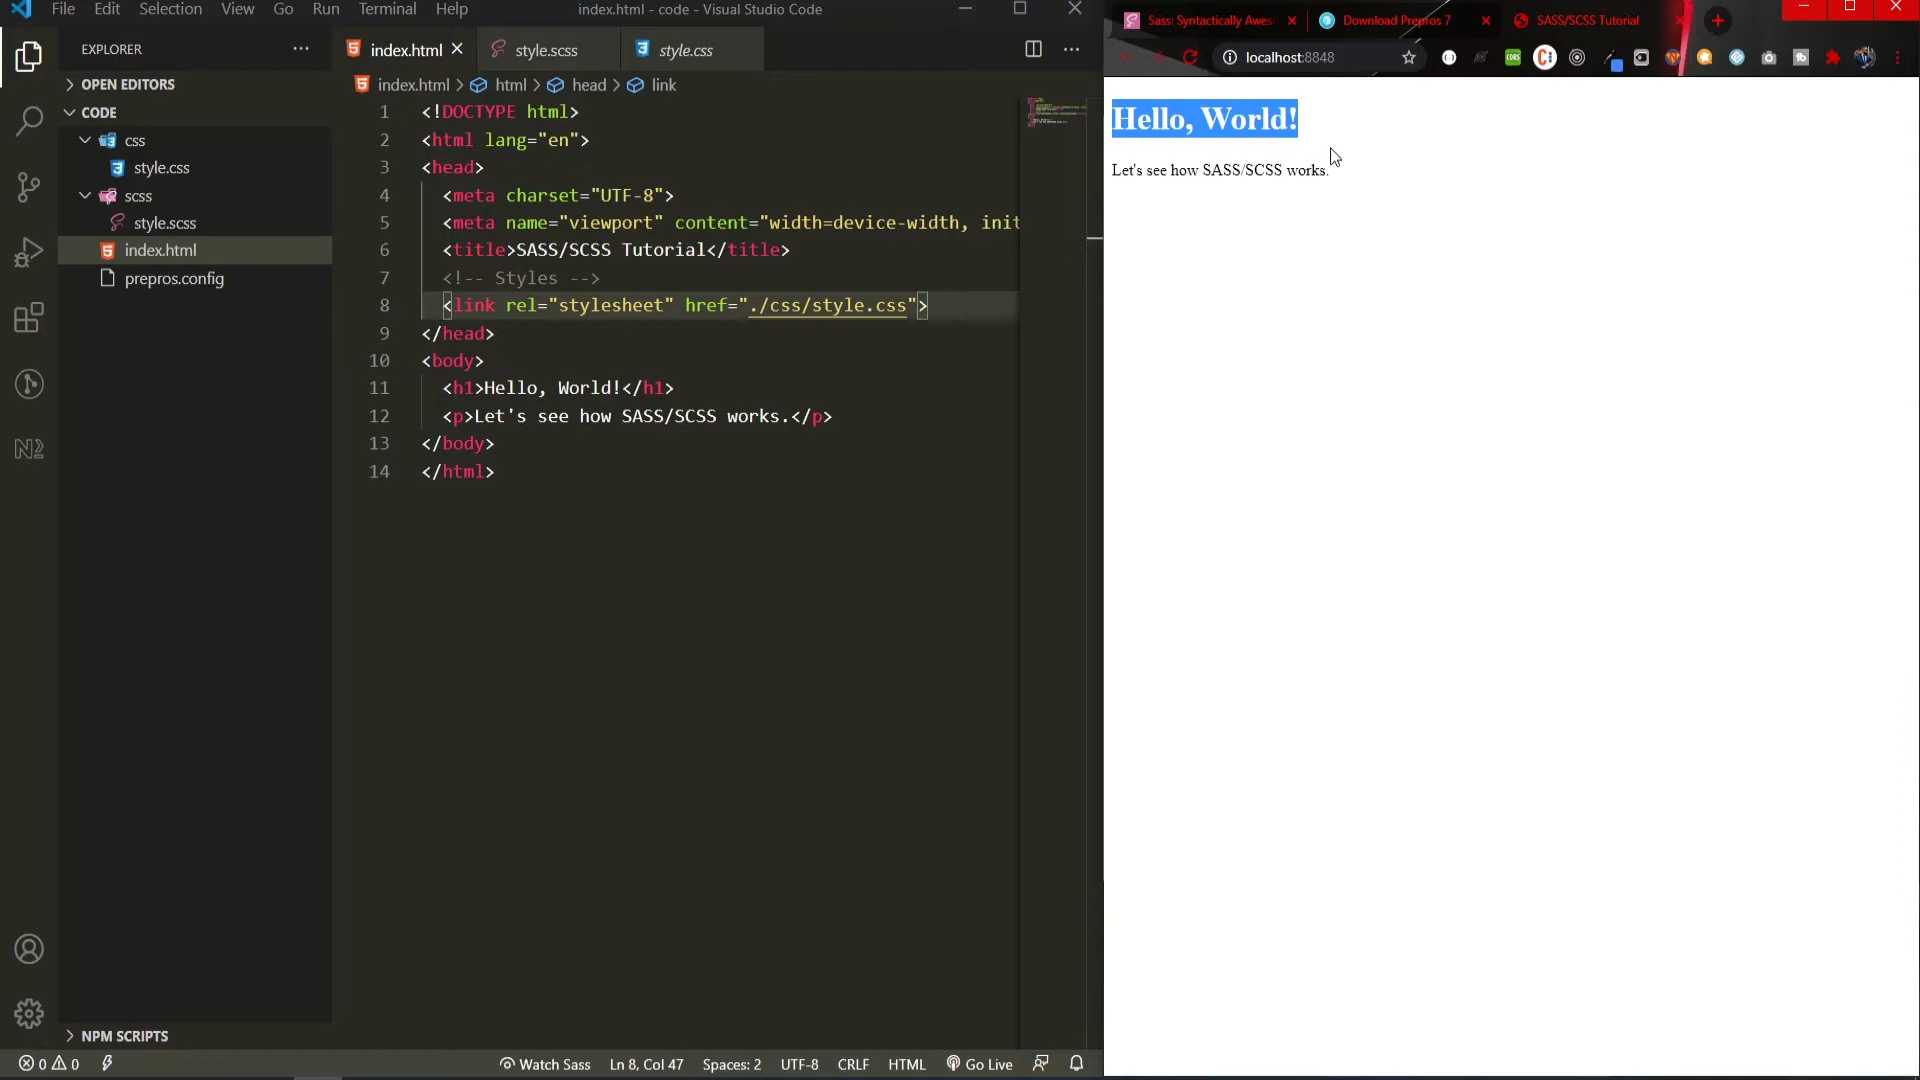 File Edit Selection View Go Run Terminal Help
index.html - code - Visual Studio Code
EXPLORER
OPEN EDITORS
CODE
css
style.css
scss
style.scss
index.html
prepros.config
NPM SCRIPTS
index.html style.scss style.css
index.html > html > head > link
1 <!DOCTYPE html>
2 <html lang="en">
3 <head>
4 <meta charset="UTF-8">
5 <meta name="viewport" content="width=device-width, init
6 <title>SASS/SCSS Tutorial</title>
7 <!-- Styles -->
8 <link rel="stylesheet" href="./css/style.css">
9 </head>
10 <body>
11 <h1>Hello, World!</h1>
12 <p>Let's see how SASS/SCSS works.</p>
13 </body>
14 </html>
0 0 Watch Sass Ln 8, Col 47 Spaces: 2 UTF-8 CRLF HTML Go Live
Sass: Syntactically Awes Download Prepros 7 SASS/SCSS Tutorial
localhost:8848
CORS
Hello, World!
Let's see how SASS/SCSS works.